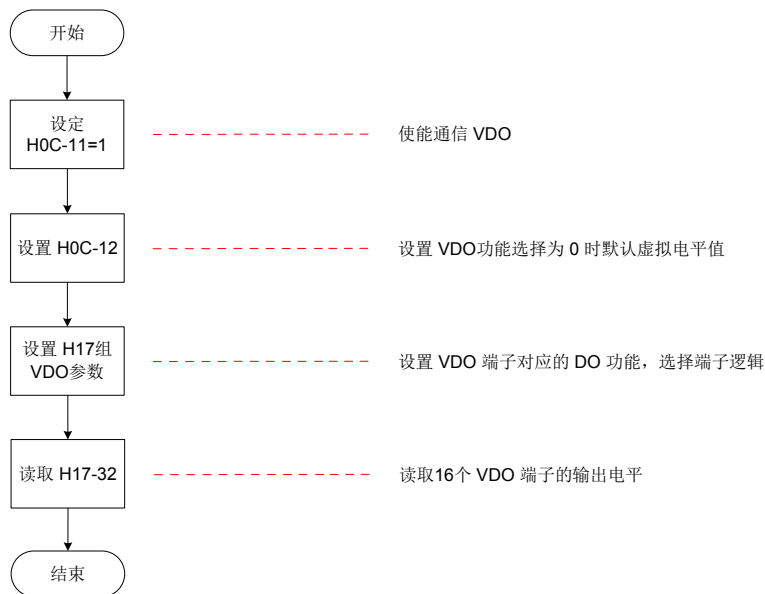 开始
设定
H0C-11=1
使能通信 VDO
设置 H0C-12
设置 VDO功能选择为 0 时默认虚拟电平值
设置 H17组
VDO参数
设置 VDO 端子对应的 DO 功能，选择端子逻辑
读取 H17-32
读取16个 VDO 端子的输出电平
结束